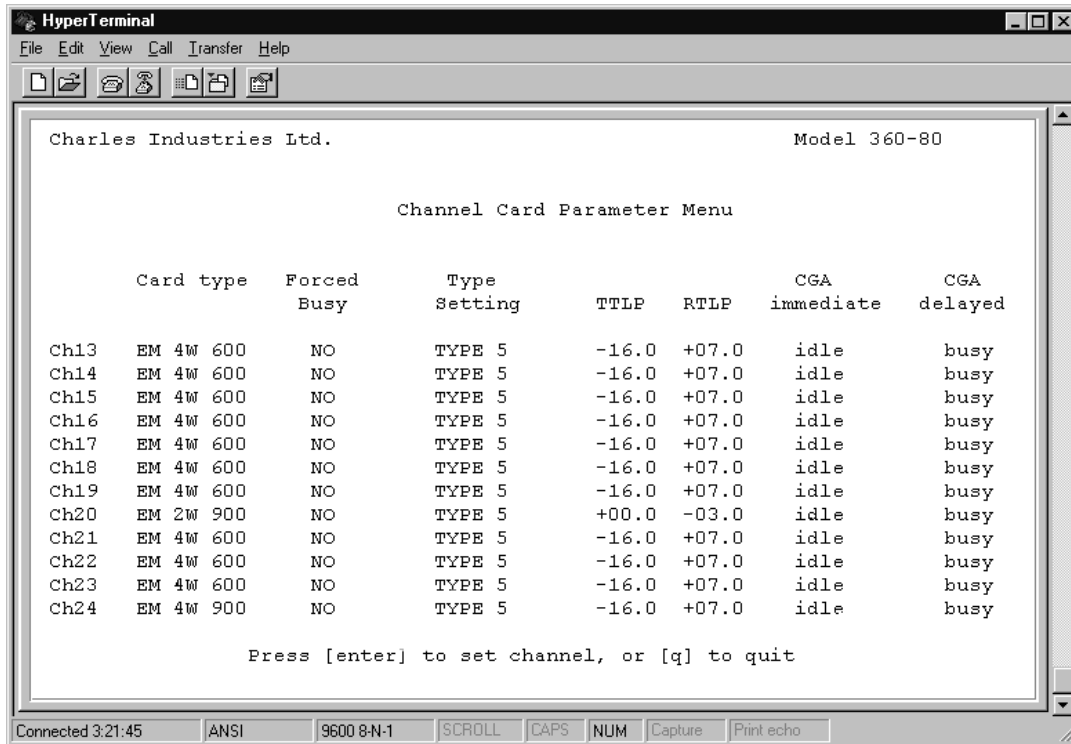 HyperTerminal
File Edit View Call Transfer Help
Charles Industries Ltd. Model 360-80
Channel Card Parameter Menu
Card type Forced Type CGA CGA
Busy Setting TTLP RTLP immediate delayed
Ch13 EM 4W 600 NO TYPE 5 -16.0 +07.0 idle busy
Ch14 EM 4W 600 NO TYPE 5 -16.0 +07.0 idle busy
Ch15 EM 4W 600 NO TYPE 5 -16.0 +07.0 idle busy
Ch16 EM 4W 600 NO TYPE 5 -16.0 +07.0 idle busy
Ch17 EM 4W 600 NO TYPE 5 -16.0 +07.0 idle busy
Ch18 EM 4W 600 NO TYPE 5 -16.0 +07.0 idle busy
Ch19 EM 4W 600 NO TYPE 5 -16.0 +07.0 idle busy
Ch20 EM 2W 900 NO TYPE 5 +00.0 -03.0 idle busy
Ch21 EM 4W 600 NO TYPE 5 -16.0 +07.0 idle busy
Ch22 EM 4W 600 NO TYPE 5 -16.0 +07.0 idle busy
Ch23 EM 4W 600 NO TYPE 5 -16.0 +07.0 idle busy
Ch24 EM 4W 900 NO TYPE 5 -16.0 +07.0 idle busy
Press [enter] to set channel, or [q] to quit
Connected 3:21:45 ANSI 9600 8-N-1 SCROLL CAPS NUM Capture Print echo